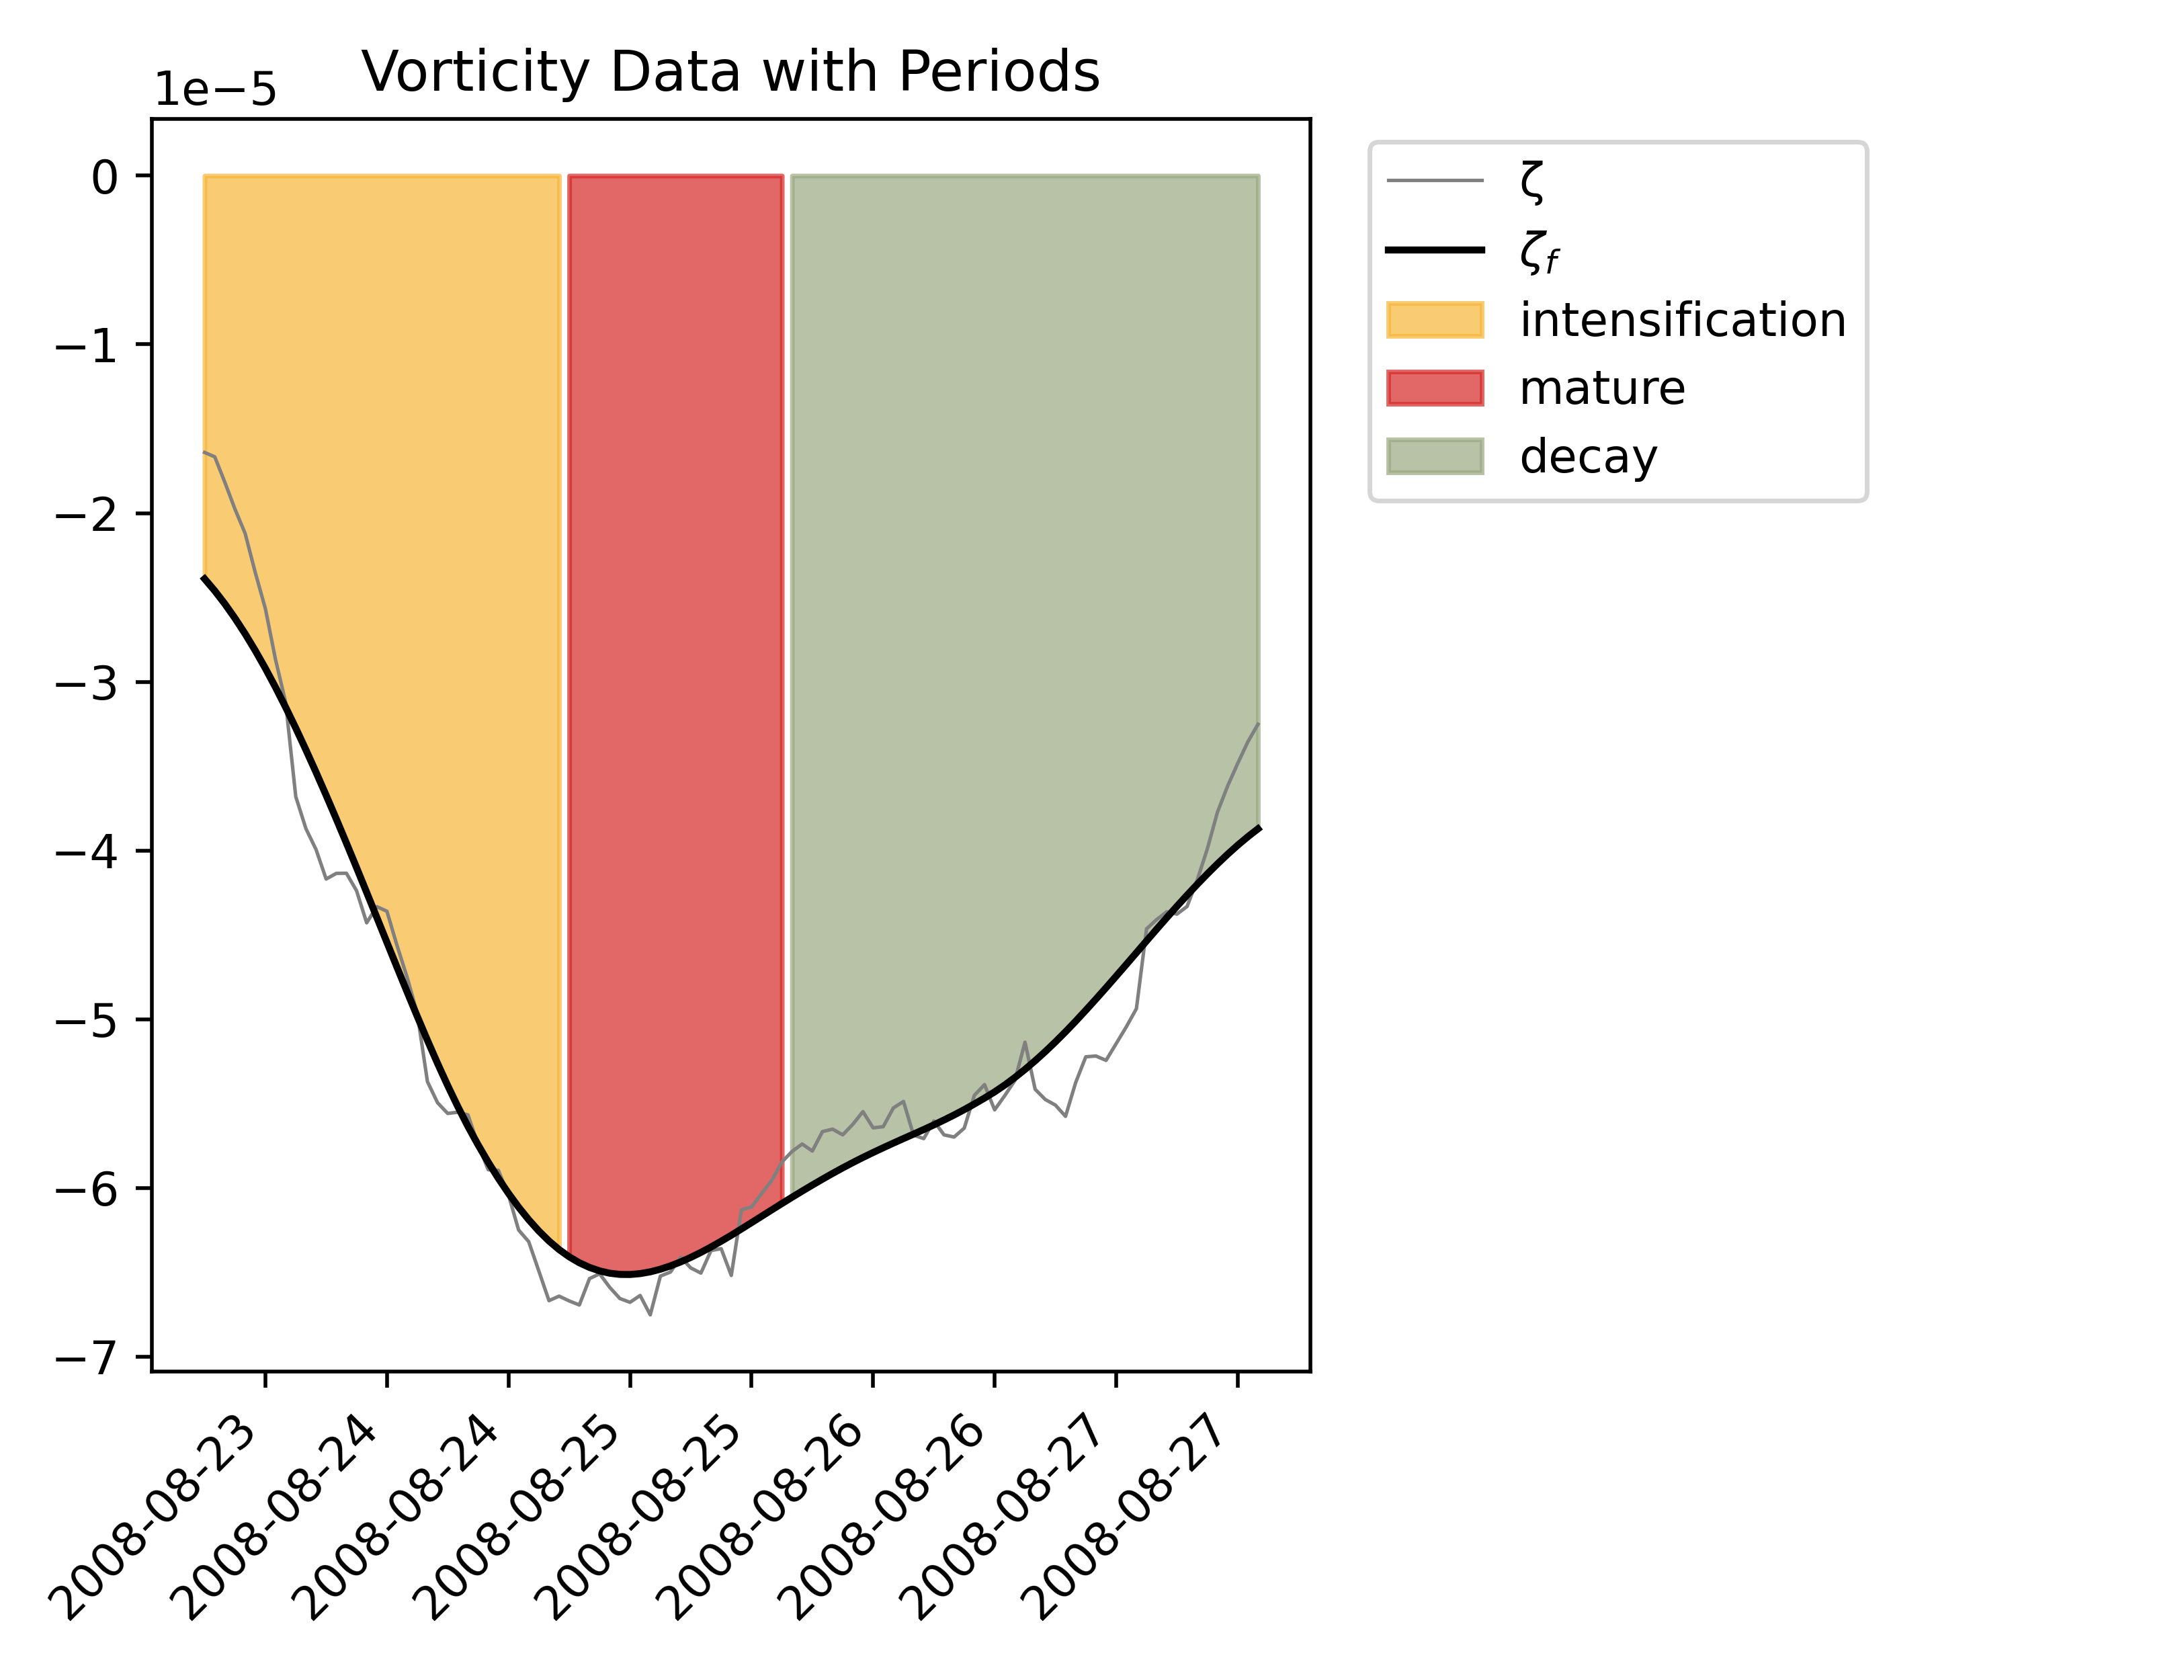 Vorticity Data with Periods
1e−5
0
−1
−2
−3
−4
−5
−6
−7
2008-08-23
2008-08-24
2008-08-24
2008-08-25
2008-08-25
2008-08-26
2008-08-26
2008-08-27
2008-08-27
ζ
ζf
intensification
mature
decay